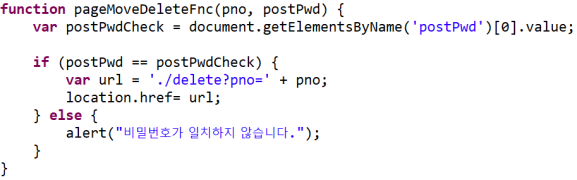 function pageMoveDeleteFnc(pno, postPwd) {
    var postPwdCheck = document.getElementsByName('postPwd')[0].value;

    if (postPwd == postPwdCheck) {
        var url = './delete?pno=' + pno;
        location.href= url;
    } else {
        alert("비밀번호가 일치하지 않습니다.");
    }
}